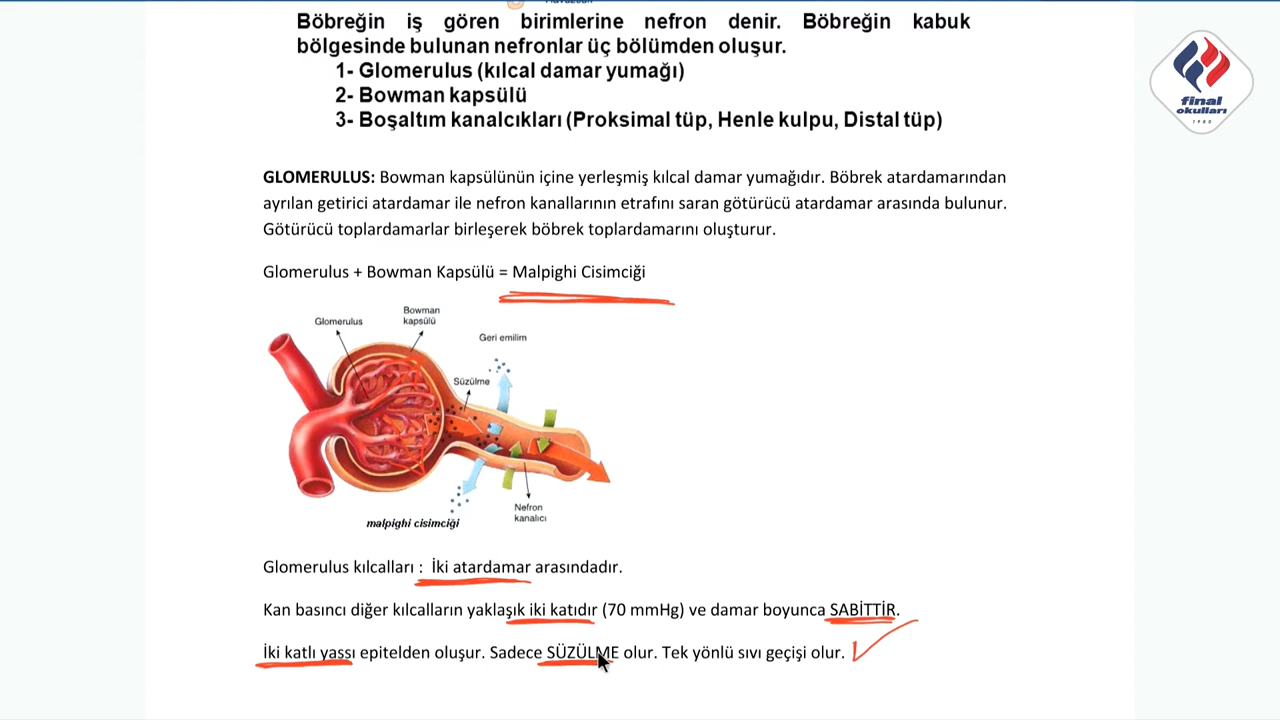 Böbreğin iş gören birimlerine nefron denir. Böbreğin kabuk
bölgesinde bulunan nefronlar üç bölümden oluşur.
1- Glomerulus (kılcal damar yumağı)
2- Bowman kapsülü
3- Boşaltım kanalcıkları (Proksimal tüp, Henle kulpu, Distal tüp)
final
okulları
1980
GLOMERULUS: Bowman kapsülünün içine yerleşmiş kılcal damar yumağıdır. Böbrek atardamarından
ayrılan getirici atardamar ile nefron kanallarının etrafını saran götürücü atardamar arasında bulunur.
Götürücü toplardamarlar birleşerek böbrek toplardamarını oluşturur.
Glomerulus + Bowman Kapsülü = Malpighi Cisimciği
Glomerulus
Bowman
kapsülü
Geri emilim
Süzülme
Nefron
kanalıcı
malpighi cisimciği
Glomerulus kılcalları : İki atardamar arasındadır.
Kan basıncı diğer kılcalların yaklaşık iki katıdır (70 mmHg) ve damar boyunca SABİTTİR.
İki katlı yassı epitelden oluşur. Sadece SÜZÜLME olur. Tek yönlü sıvı geçişi olur.